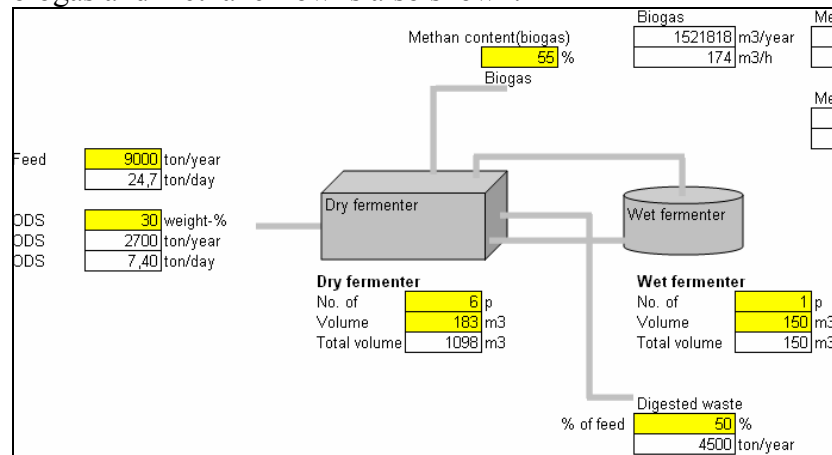 Biogas
Methan content(biogas)
1521818 m3/year
55 %
174 m3/h
Biogas
Feed
9000 ton/year
24,7 ton/day
Dry fermenter
Wet fermenter
ODS 30 weight-%
ODS 2700 ton/year
ODS 7,40 ton/day
Dry fermenter
No. of 6 p
Volume 183 m3
Total volume 1098 m3
Wet fermenter
No. of 1 p
Volume 150 m3
Total volume 150 m3
Digested waste
% of feed 50 %
4500 ton/year